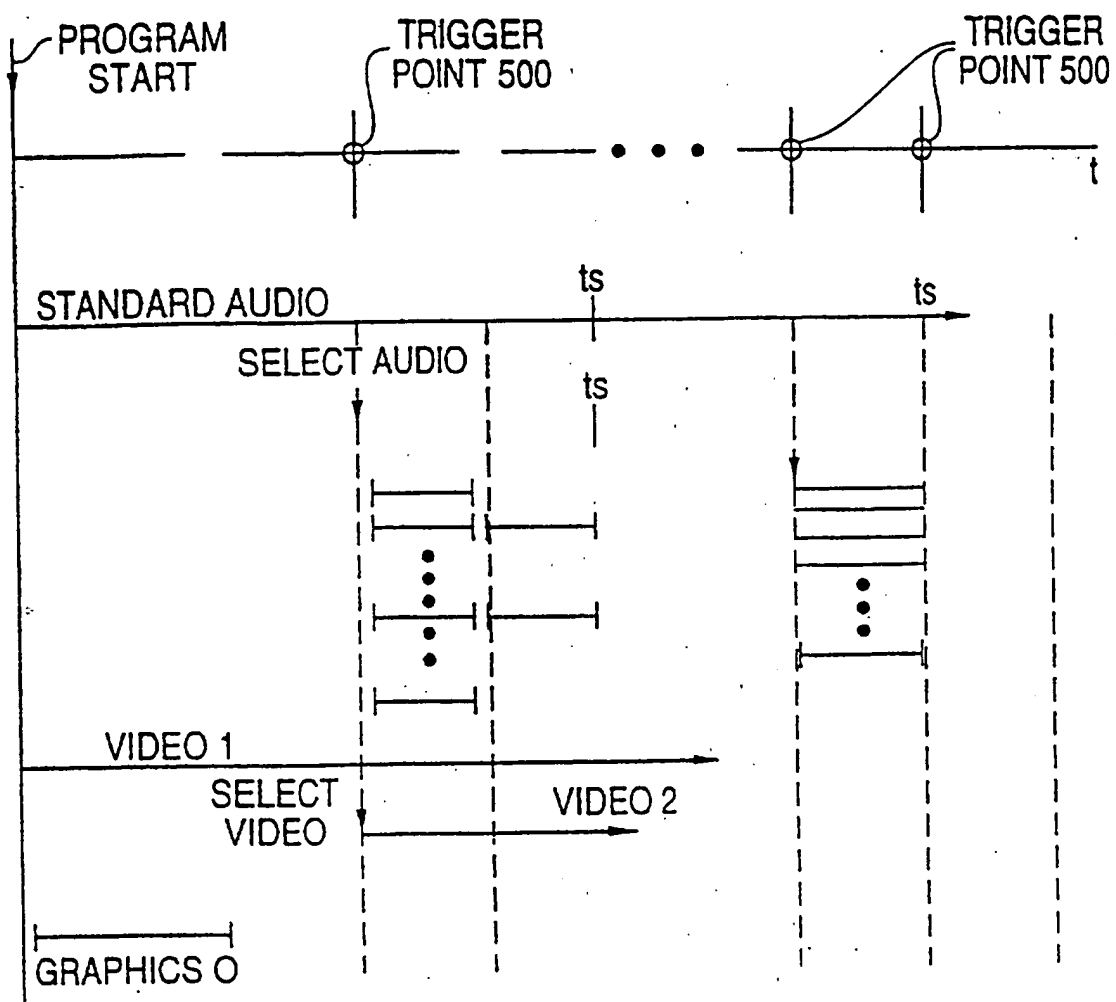 PROGRAM
START
TRIGGER
POINT 500
TRIGGER
POINT 500
t
ts
ts
STANDARD AUDIO
SELECT AUDIO
ts
VIDEO 1
SELECT
VIDEO
VIDEO 2
GRAPHICS O